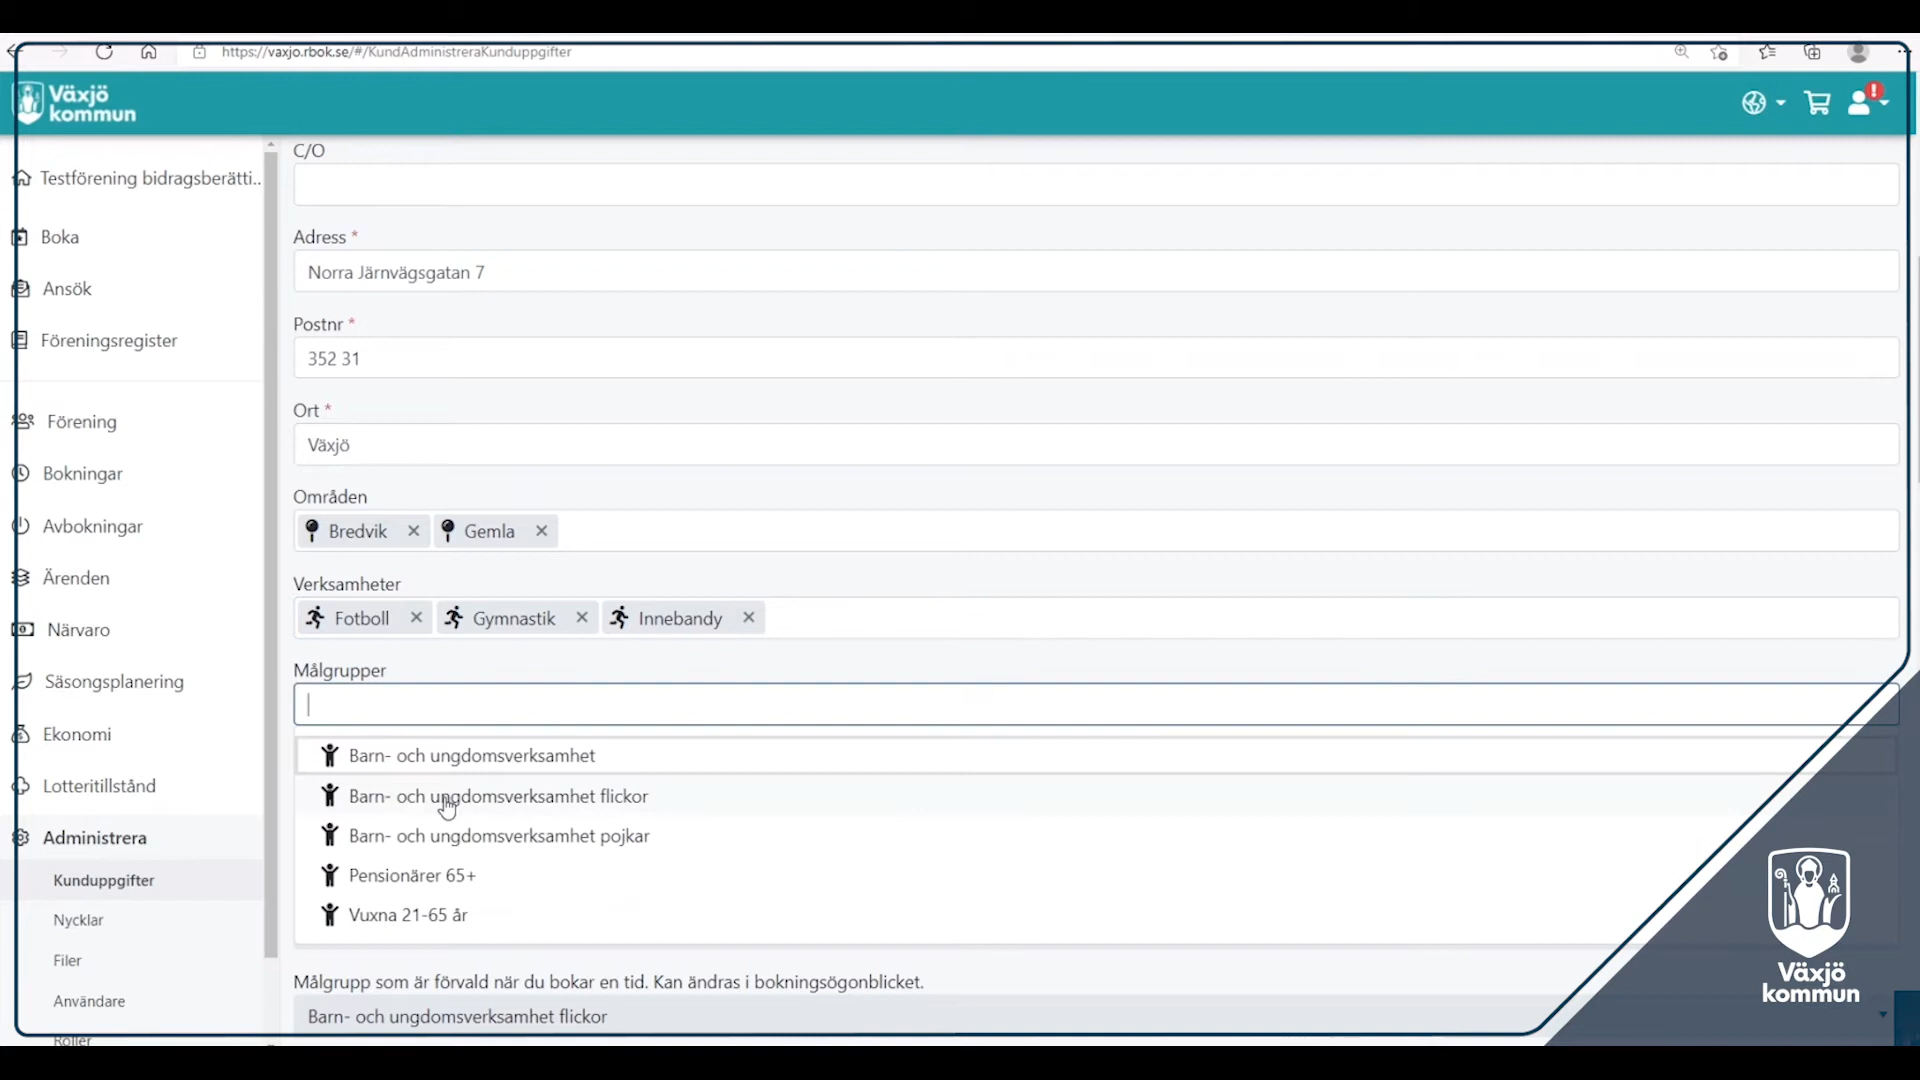 https://vaxjo.rbok.se/#/KundAdministreraKunduppgifter
Växjö
kommun
Testförening bidragsberätti..
Boka
Ansök
Föreningsregister
Förening
Bokningar
Avbokningar
Ärenden
Närvaro
Säsongsplanering
Ekonomi
Lotteritillstånd
Administrera
Kunduppgifter
Nycklar
Filer
Användare
Roller
C/O
Adress *
Norra Järnvägsgatan 7
Postnr *
352 31
Ort *
Växjö
Områden
Bredvik × Gemla ×
Verksamheter
Fotboll × Gymnastik × Innebandy ×
Målgrupper
Barn- och ungdomsverksamhet
Barn- och ungdomsverksamhet flickor
Barn- och ungdomsverksamhet pojkar
Pensionärer 65+
Vuxna 21-65 år
Målgrupp som är förvald när du bokar en tid. Kan ändras i bokningsögonblicket.
Barn- och ungdomsverksamhet flickor
Växjö
kommun